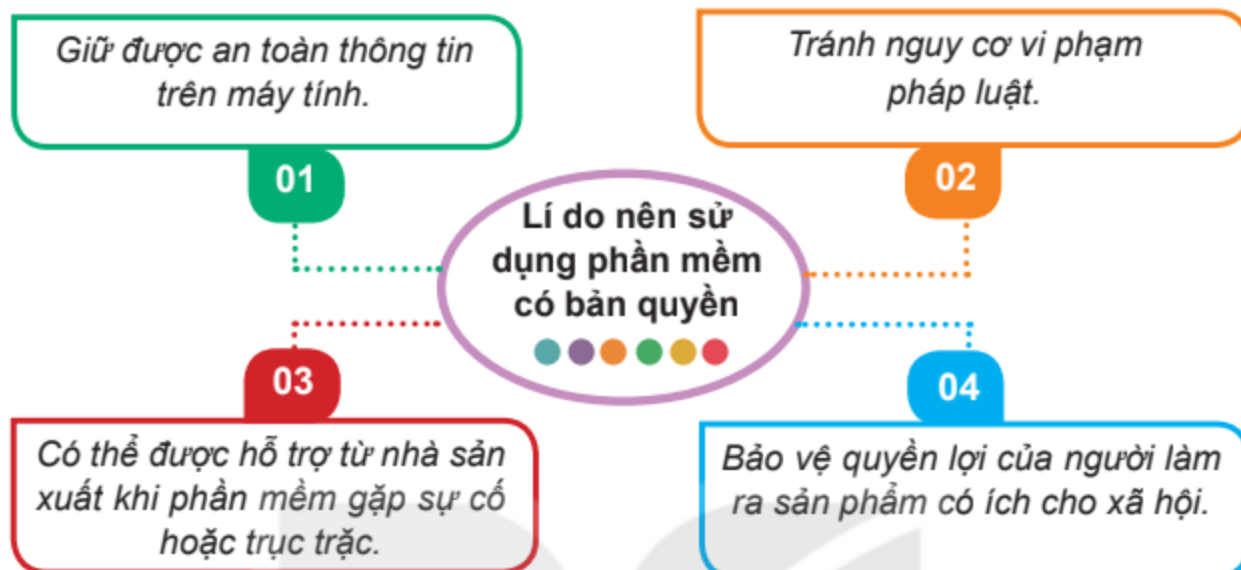 Giữ được an toàn thông tin
trên máy tính.
01
Tránh nguy cơ vi phạm
pháp luật.
02
Lí do nên sử
dụng phần mềm
có bản quyền
03
Có thể được hỗ trợ từ nhà sản
xuất khi phần mềm gặp sự cố
hoặc trục trặc.
04
Bảo vệ quyền lợi của người làm
ra sản phẩm có ích cho xã hội.